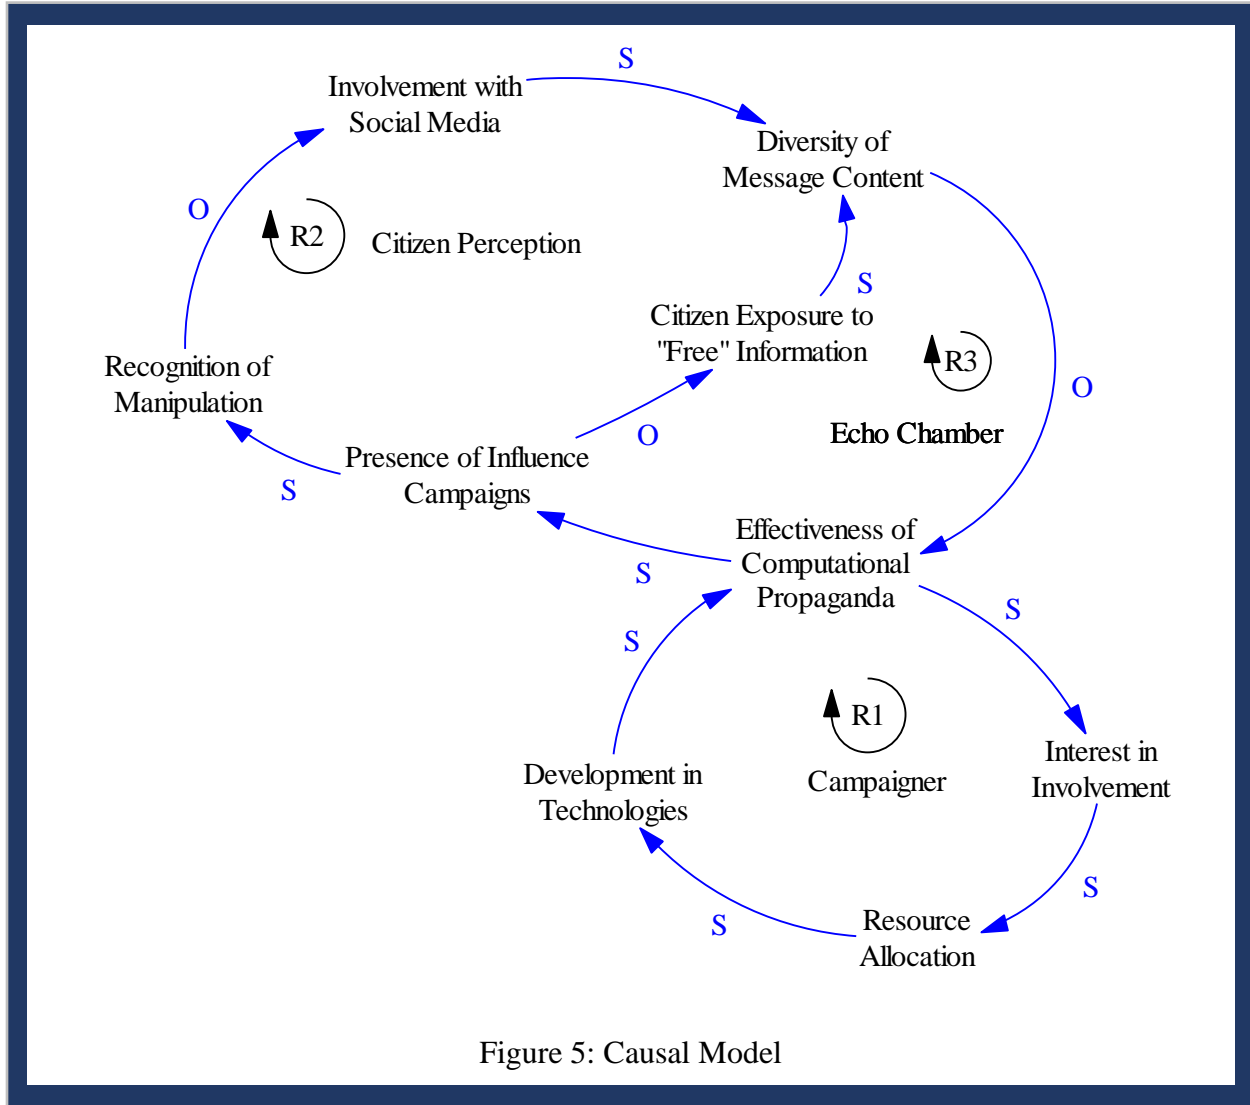 S
Involvement with
Social Media
Diversity of
Message Content
O
R2
Citizen Perception
S
Citizen Exposure to
"Free" Information
R3
O
Recognition of
Manipulation
O
Echo Chamber
Presence of Influence
Campaigns
S
Effectiveness of
Computational
Propaganda
S
S
S
R1
Campaigner
Interest in
Involvement
Development in
Technologies
S
S
Resource
Allocation
Figure 5: Causal Model